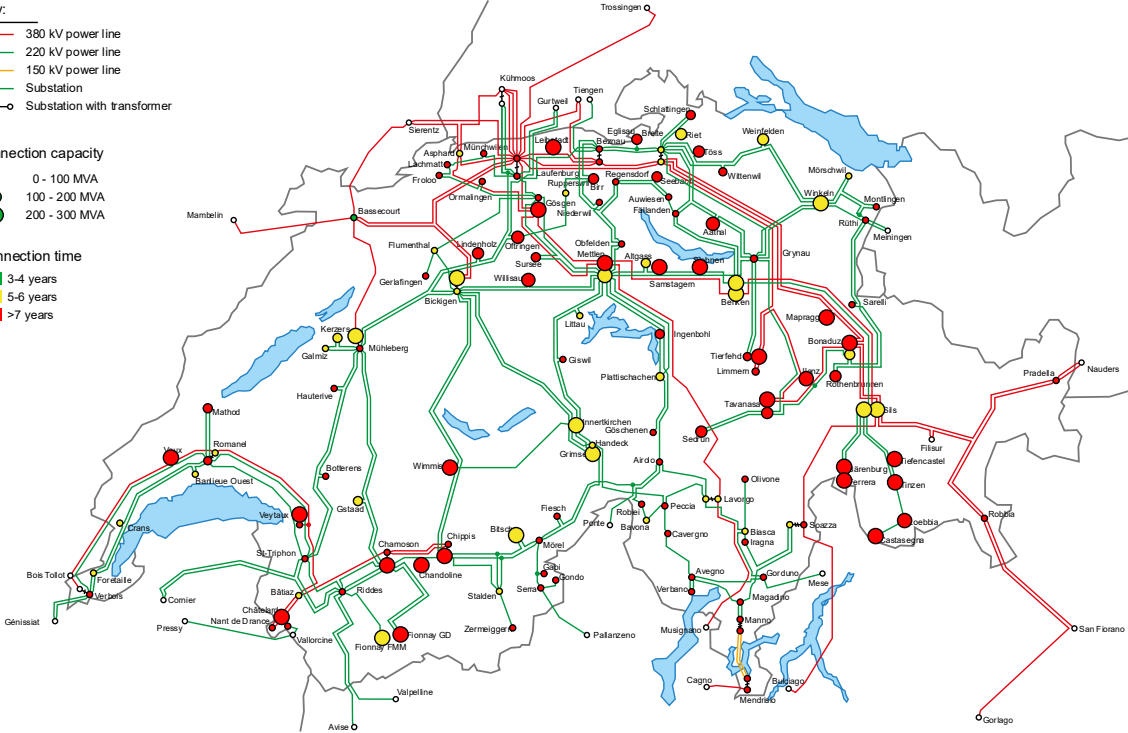 380 kV power line
220 kV power line
150 kV power line
Substation
Substation with transformer
nnection capacity
0 - 100 MVA
100 - 200 MVA
200 - 300 MVA
nnection time
3-4 years
5-6 years
>7 years
Trossingen
Kühmoos
Tiengen
Gurtweil
Schlattingen
Sierentz
Eglisau
Breite
Riet
Weinfelden
Leibstadt
Beznau
Asphard
Münchwilen
Töss
Lachmatt
Froloo
Laufenburg
Rupperswil
Birr
Regensdorf
Seebach
Wittenwil
Mörschwil
Ormalingen
Niederwil
Auwiesen
Fällanden
Winkeln
Montlingen
Mambelin
Bassecourt
Gösgen
Aathal
Rüthi
Meiningen
Flumenthal
Lindenholz
Oftringen
Obfelden
Mettlen
Altgass
Grynau
Sursee
Gerlafingen
Willisau
Samstagern
Bickigen
Benken
Sarelli
Littau
Mapragg
Kerzers
Galmiz
Mühleberg
Ingenbohl
Bonaduz
Giswil
Tierfehd
Limmern
Plattischachen
Ilenz
Rothenbrunnen
Pradella
Nauders
Hauterive
Tavanasa
Mathod
Innertkirchen
Göschenen
Sedrun
Sils
Handeck
Grimsel
Filisur
Veaux
Romanel
Wimmis
Airolo
Banlieue Ouest
Botterens
Bärenburg
Ferrera
Tiefencastel
Tinzen
Olivone
Gstaad
Lavorgo
Crans
Veytaux
Fiesch
Robiei
Peccia
Bitsch
Ponte
Bavona
Soazza
Robbia
Löebbia
Castasegna
Biasca
Iragna
Cavergno
St-Triphon
Chamoson
Chippis
Mörel
Bois Tollot
Foretaille
Chandoline
Gabi
Gondo
Avegno
Gorduno
Mese
Verbois
Cornier
Bâtiaz
Riddes
Stalden
Serra
Verbano
Magadino
Génissiat
Pressy
Châtelard
Nant de Drance
Valorcine
Zermeiggern
Pallanzeno
Musignano
Manno
San Fiorano
Fionnay GD
Fionnay FMM
Valpelline
Cagno
Bulciago
Mendrisio
Gorlago
Avise